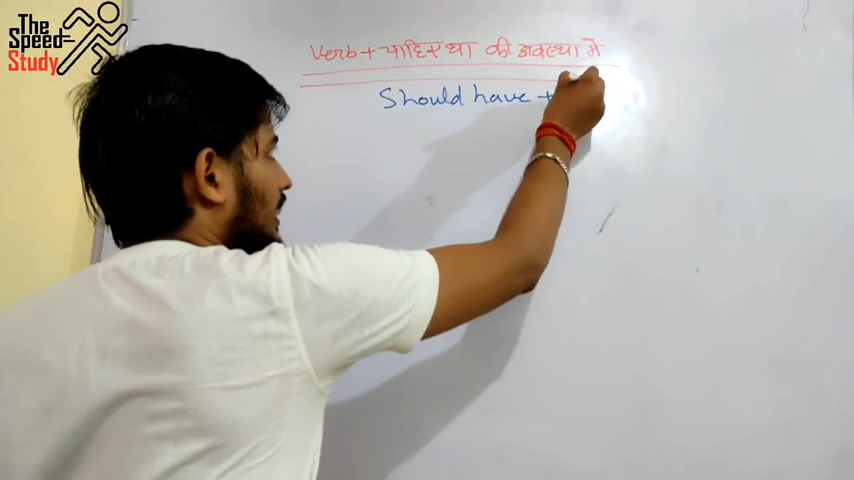 The
Speed
Study
Verb + चाहिए था की अवस्था में
Should have +